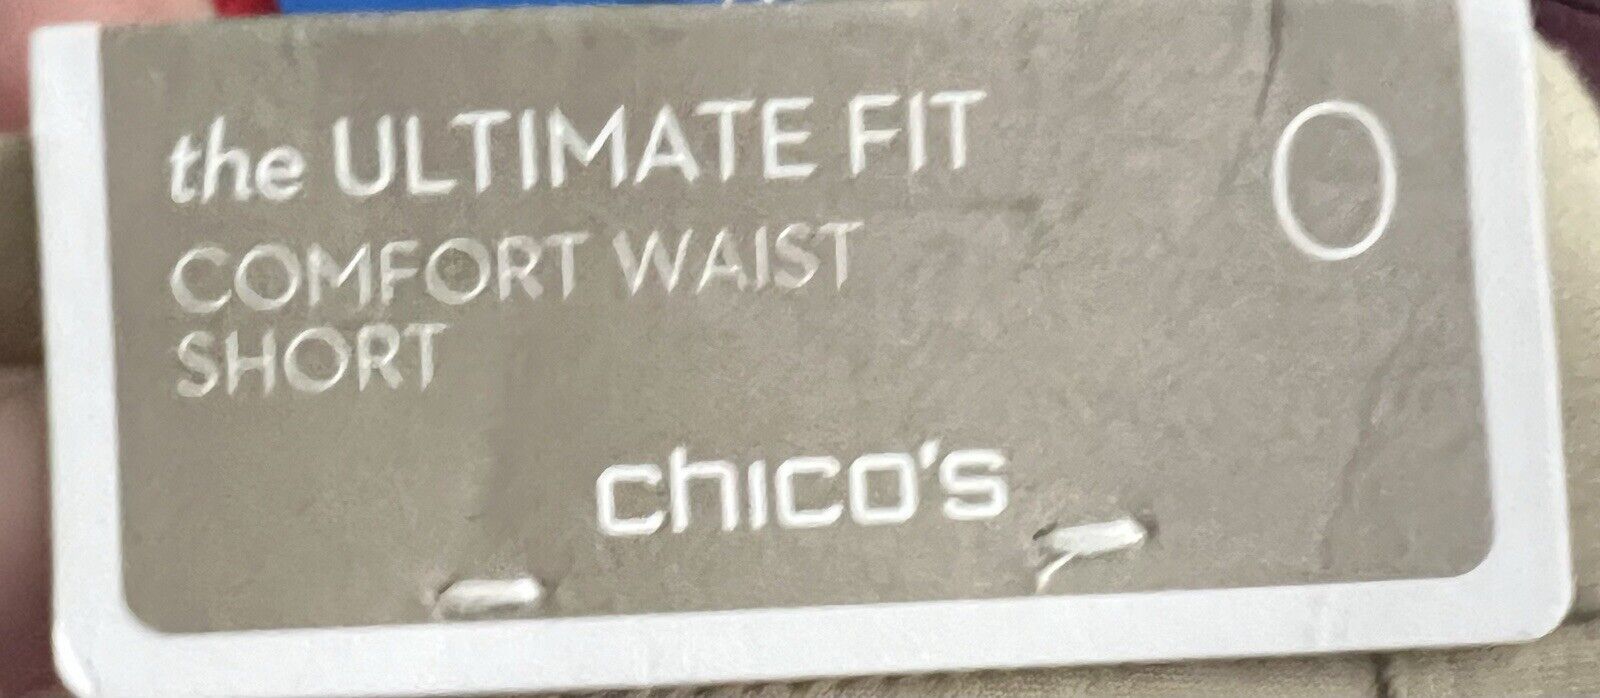 the ULTIMATE FIT
0
COMFORT WAIST
SHORT
chico's